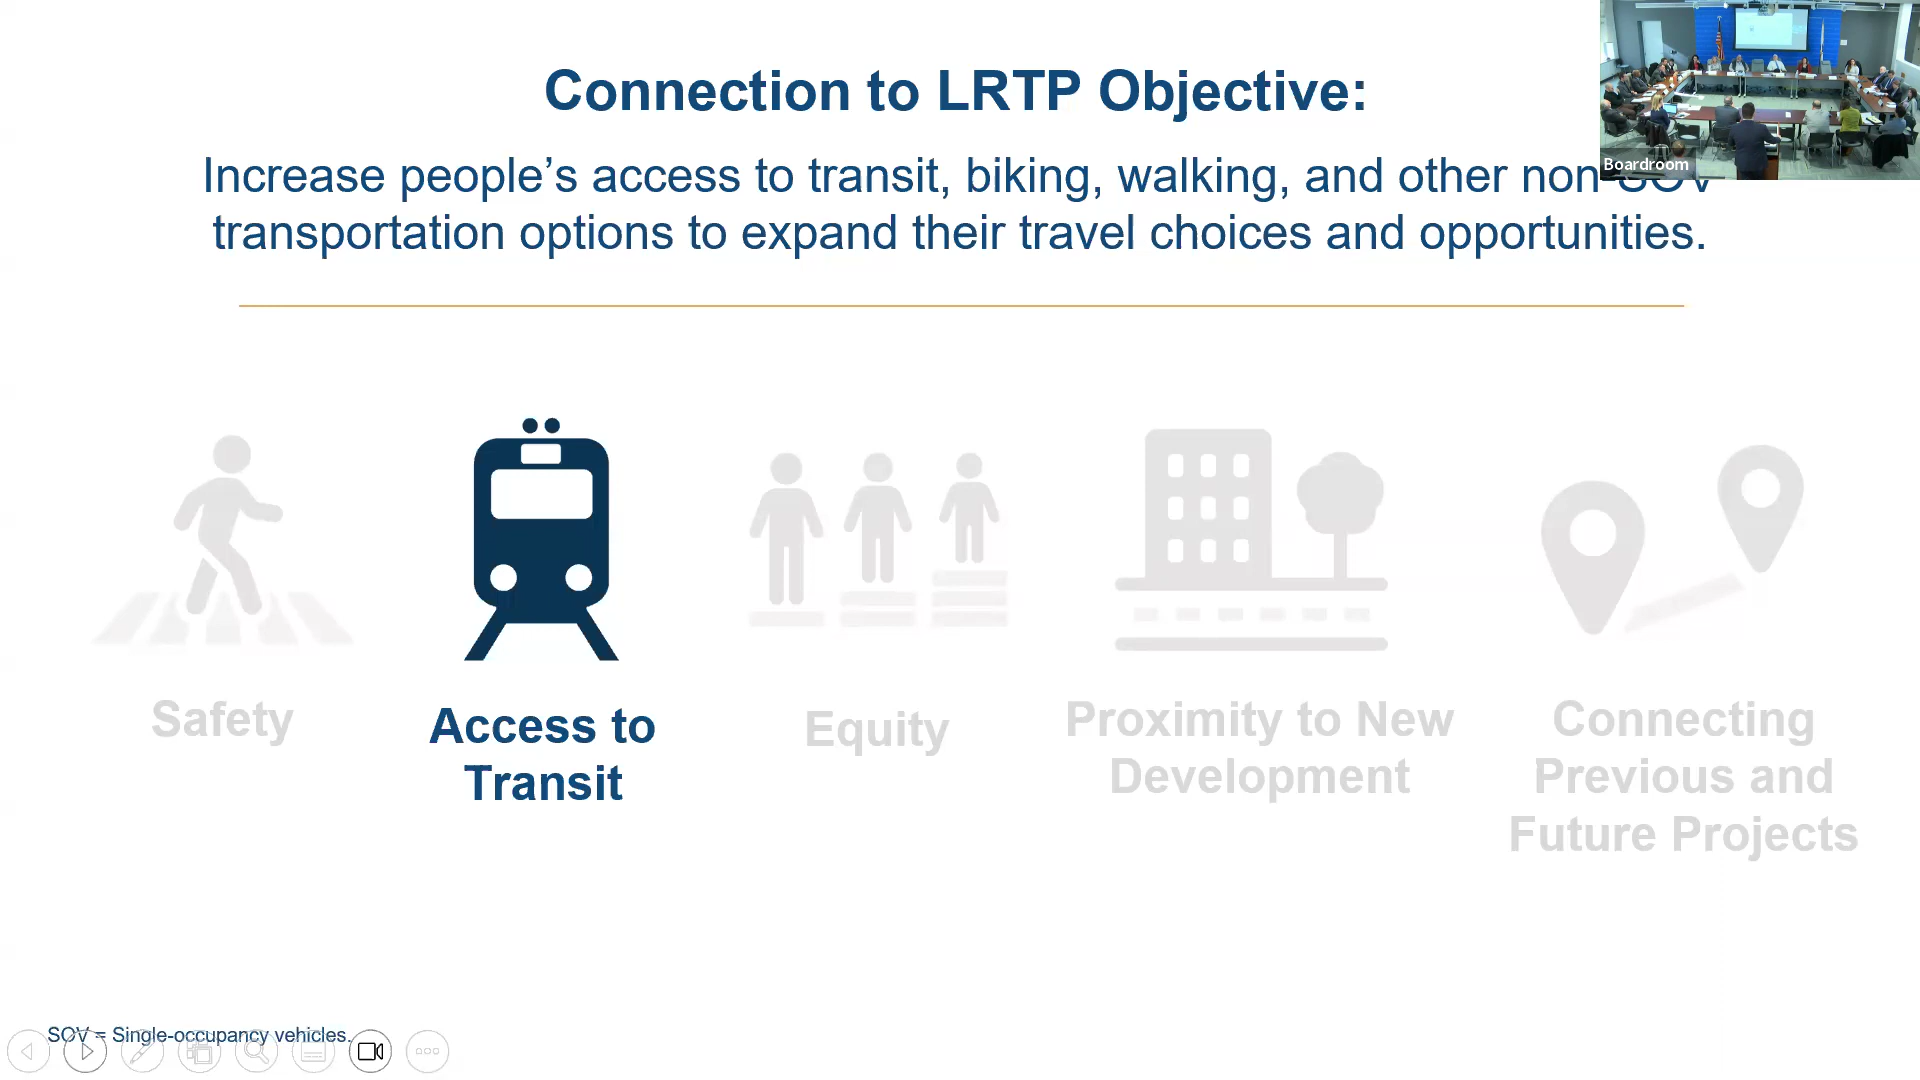 Connection to LRTP Objective:
Increase people’s access to transit, biking, walking, and other non-SOV
transportation options to expand their travel choices and opportunities.
Boardroom
Safety
Access to
Transit
Equity
Proximity to New
Development
Connecting
Previous and
Future Projects
SOV = Single-occupancy vehicles.